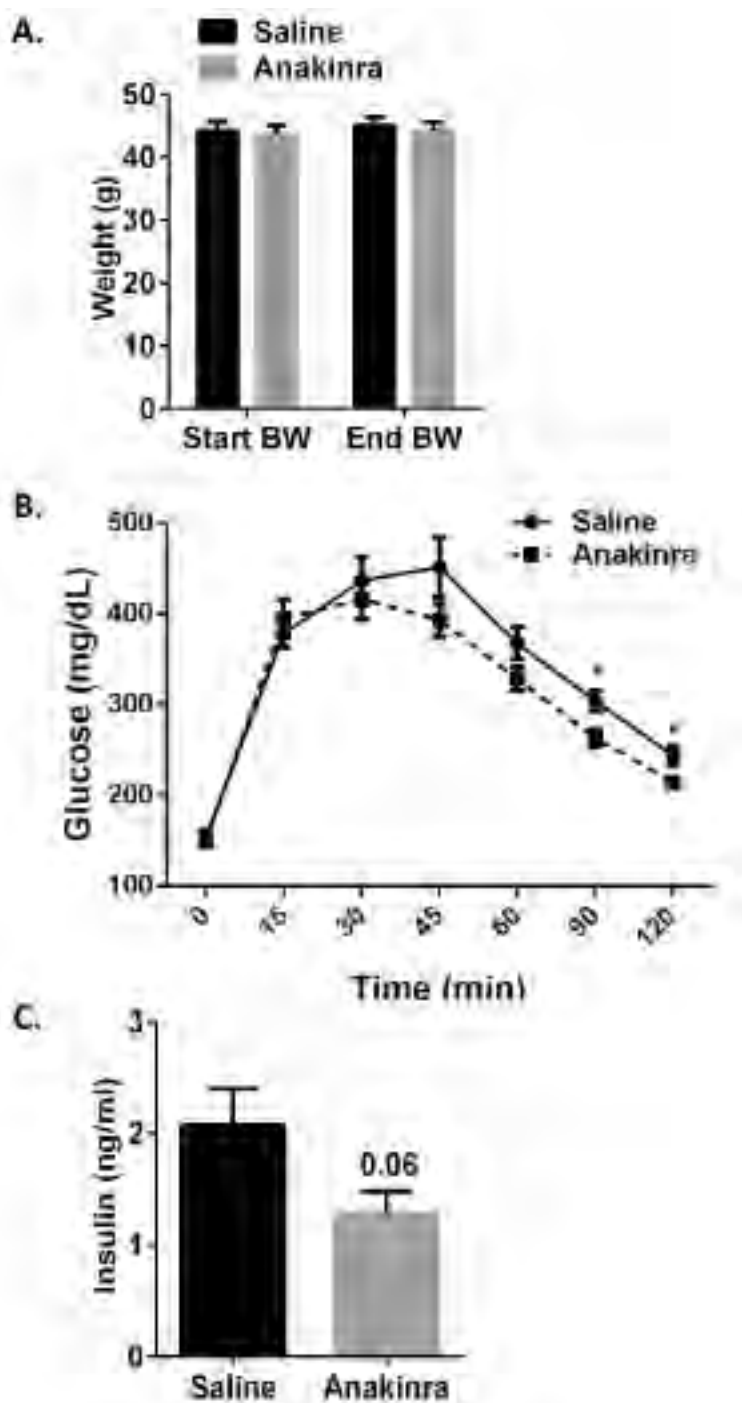 A.
Saline
Anakinra
50
40
30
20
10
0
Weight (g)
Start BW End BW
B.
500
400
300
200
100
Glucose (mg/dL)
Saline
Anakinra
*
*
0 15 30 45 60 90 120
Time (min)
C.
3
2
1
0
Insulin (ng/ml)
0.06
Saline Anakinra